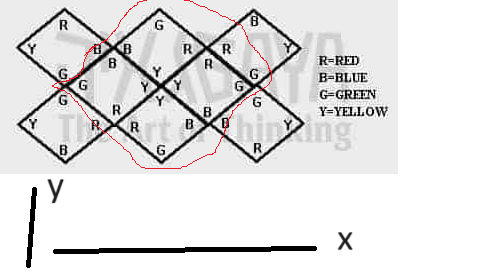 B
R G
Y B B R R Y
B R R=RED
G Y G B=BLUE
G Y Y G
G Y G G=GREEN
R B Y=YELLOW
Y R R B B Y
The Art of Thinking
B G R
y
x